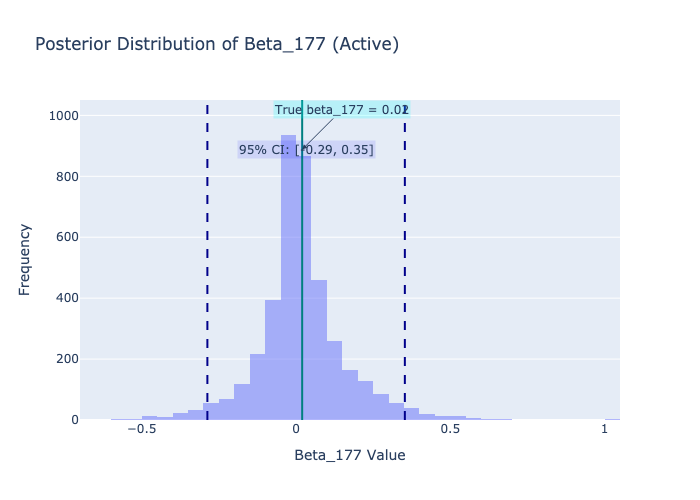 Posterior Distribution of Beta_177 (Active)
True beta_177 = 0.02
95% CI: [-0.29, 0.35]
1000
800
600
400
200
0
Frequency
−0.5
0
0.5
1
Beta_177 Value